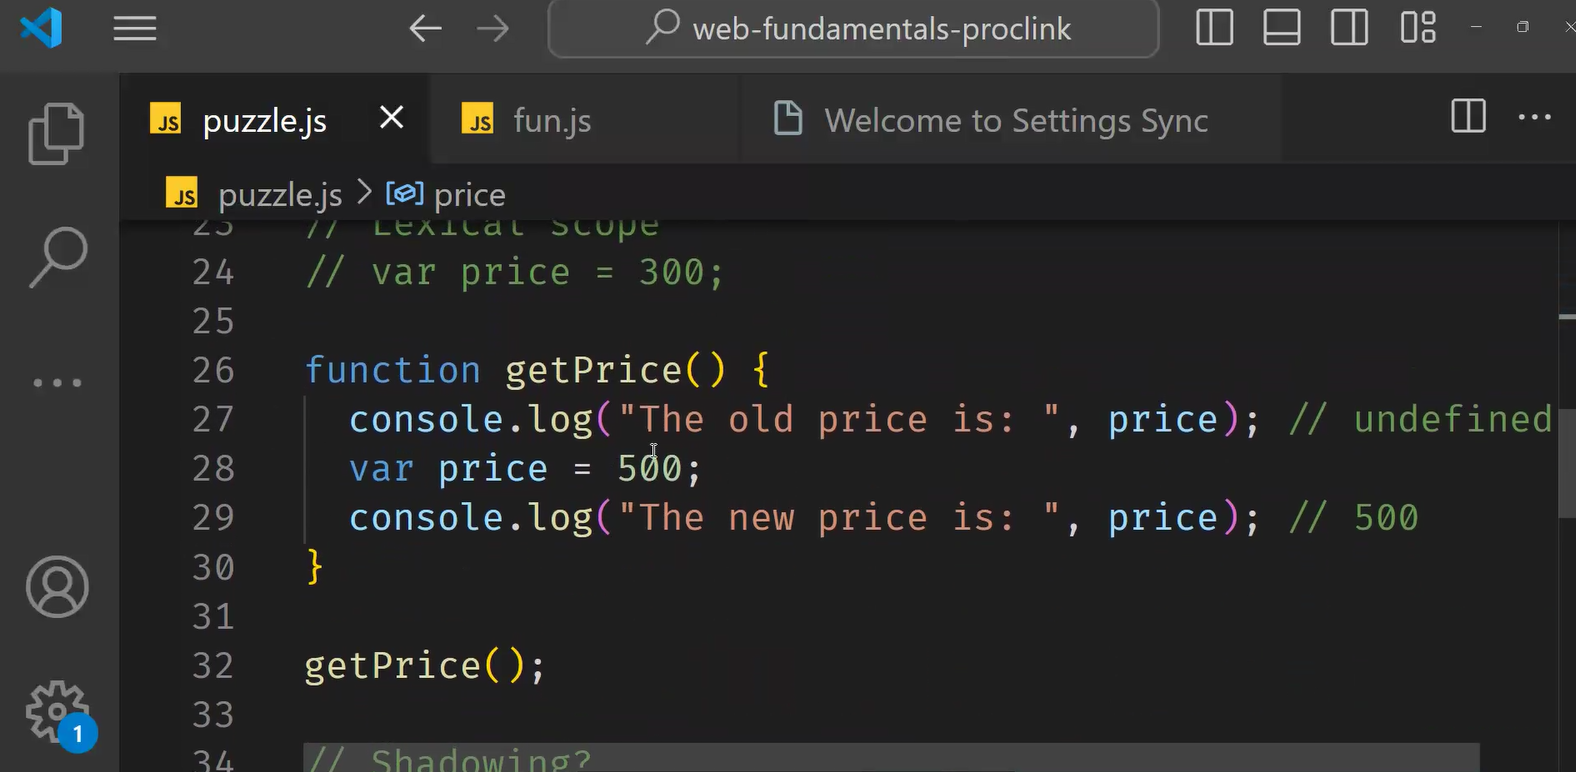 web-fundamentals-proclink
JS puzzle.js
JS fun.js
Welcome to Settings Sync
JS puzzle.js > price
23 // Lexical scope
24 // var price = 300;
25
26 function getPrice() {
27 console.log("The old price is: ", price); // undefined
28 var price = 500;
29 console.log("The new price is: ", price); // 500
30 }
31
32 getPrice();
33
34 // Shadowing?
1